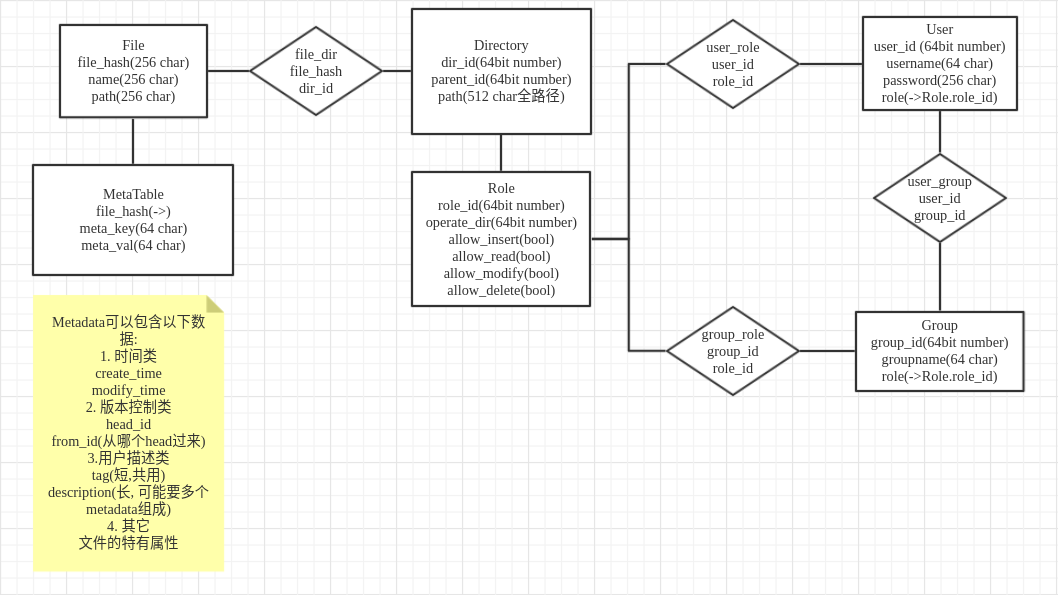 File
file_hash(256 char)
name(256 char)
path(256 char)
file_dir
file_hash
dir_id
Directory
dir_id(64bit number)
parent_id(64bit number)
path(512 char全路径)
user_role
user_id
role_id
User
user_id (64bit number)
username(64 char)
password(256 char)
role(->Role.role_id)
MetaTable
file_hash(->)
meta_key(64 char)
meta_val(64 char)
Role
role_id(64bit number)
operate_dir(64bit number)
allow_insert(bool)
allow_read(bool)
allow_modify(bool)
allow_delete(bool)
user_group
user_id
group_id
group_role
group_id
role_id
Group
group_id(64bit number)
groupname(64 char)
role(->Role.role_id)
Metadata可以包含以下数
据:
1. 时间类
create_time
modify_time
2. 版本控制类
head_id
from_id(从哪个head过来)
3.用户描述类
tag(短,共用)
description(长, 可能要多个
metadata组成)
4. 其它
文件的特有属性